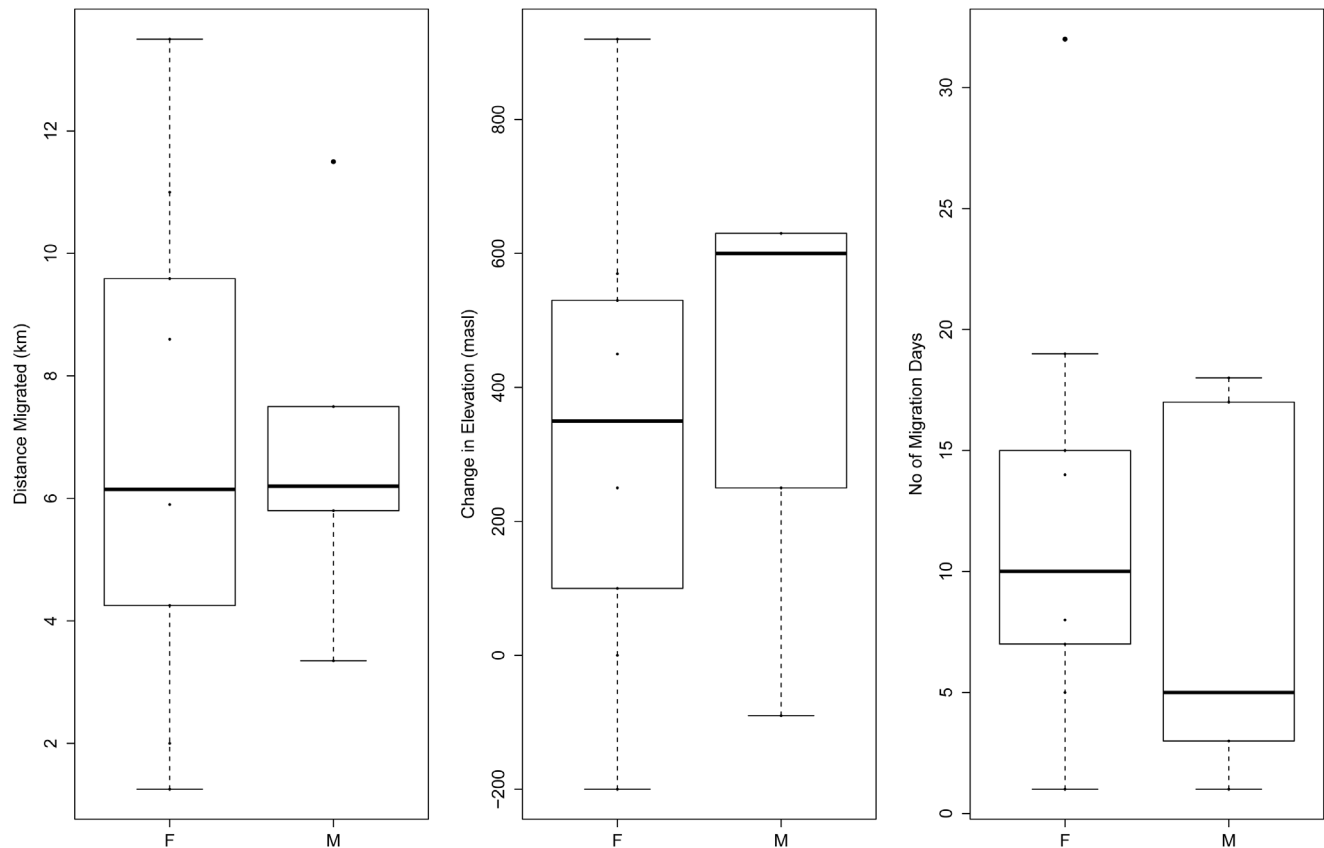 Distance Migrated (km)
12
10
8
6
4
2
F
M
Change in Elevation (masl)
800
600
400
200
0
−200
F
M
No of Migration Days
30
25
20
15
10
5
0
F
M